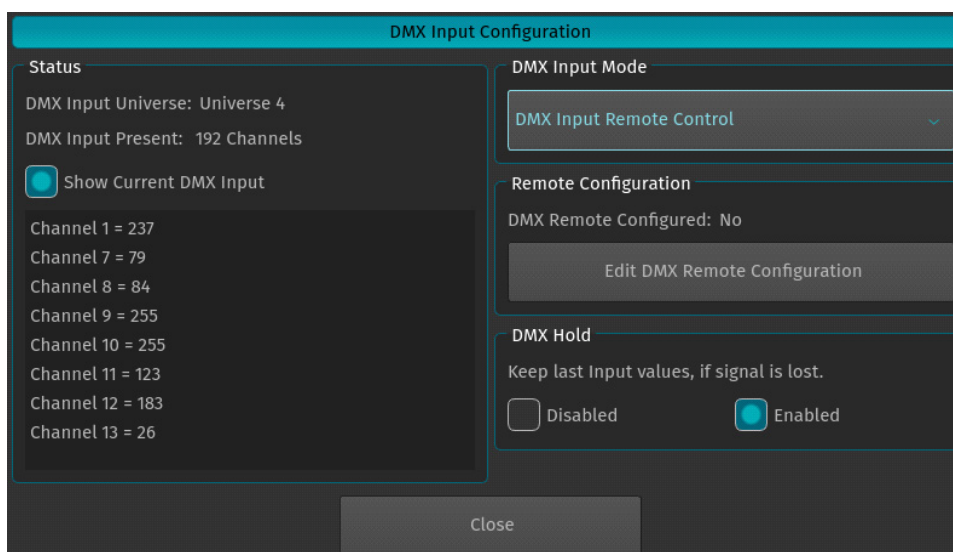 DMX Input Configuration
Status
DMX Input Universe: Universe 4
DMX Input Present: 192 Channels
Show Current DMX Input
Channel 1 = 237
Channel 7 = 79
Channel 8 = 84
Channel 9 = 255
Channel 10 = 255
Channel 11 = 123
Channel 12 = 183
Channel 13 = 26
DMX Input Mode
DMX Input Remote Control
Remote Configuration
DMX Remote Configured: No
Edit DMX Remote Configuration
DMX Hold
Keep last Input values, if signal is lost.
Disabled
Enabled
Close